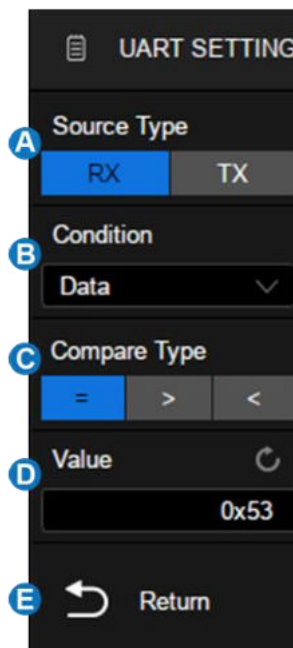 UART SETTING
A
Source Type
RX TX
B
Condition
Data
C
Compare Type
= > <
D
Value
0x53
E
Return